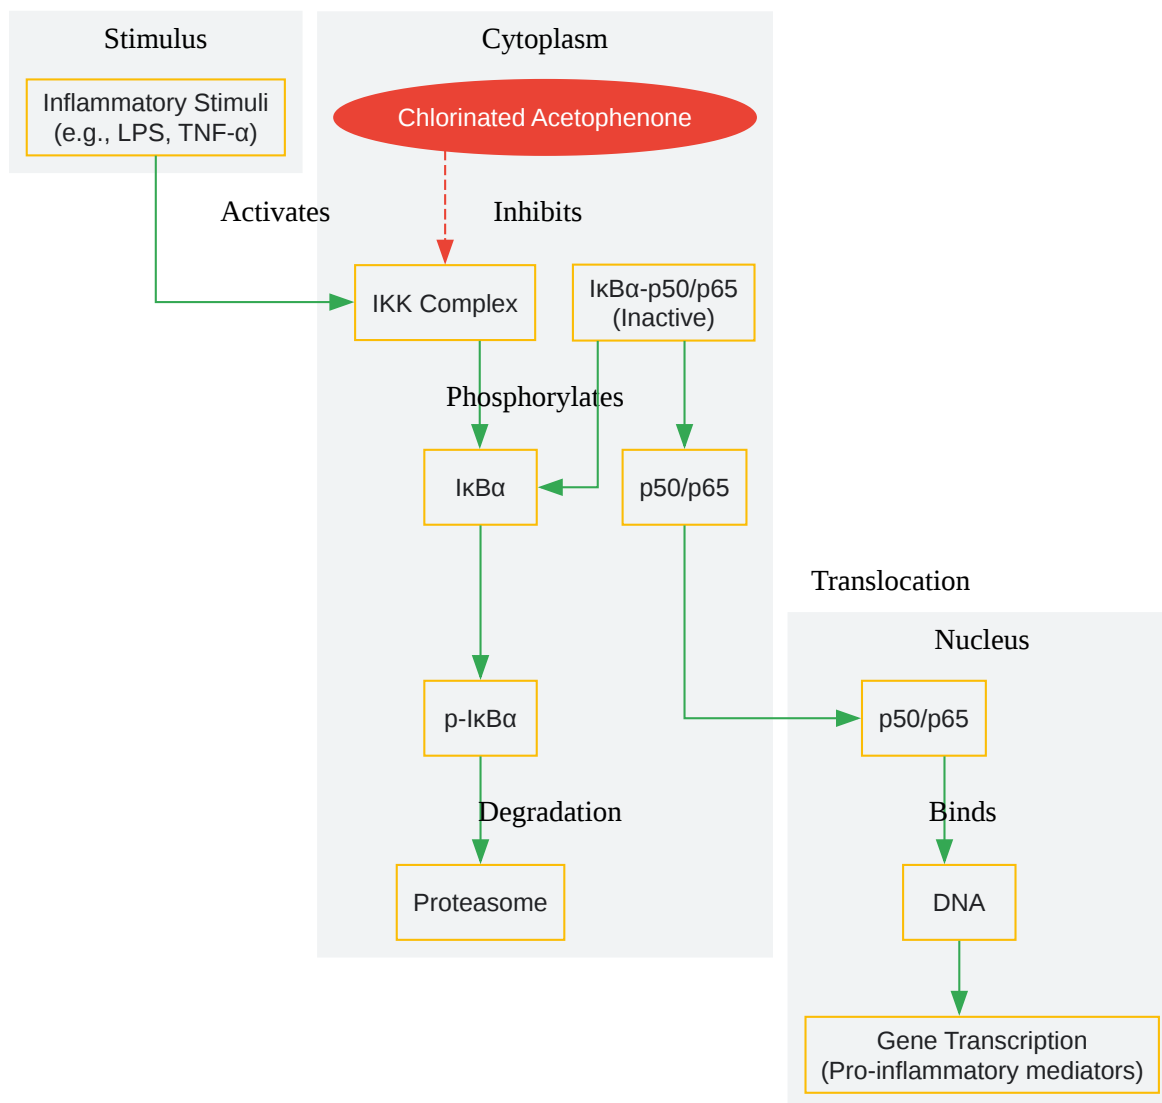 Stimulus
Cytoplasm
Inflammatory Stimuli
(e.g., LPS, TNF-α)
Chlorinated Acetophenone
Activates
Inhibits
IKK Complex
IκBα-p50/p65
(Inactive)
Phosphorylates
IκBα
p50/p65
Translocation
Nucleus
p-IκBα
p50/p65
Degradation
Binds
Proteasome
DNA
Gene Transcription
(Pro-inflammatory mediators)